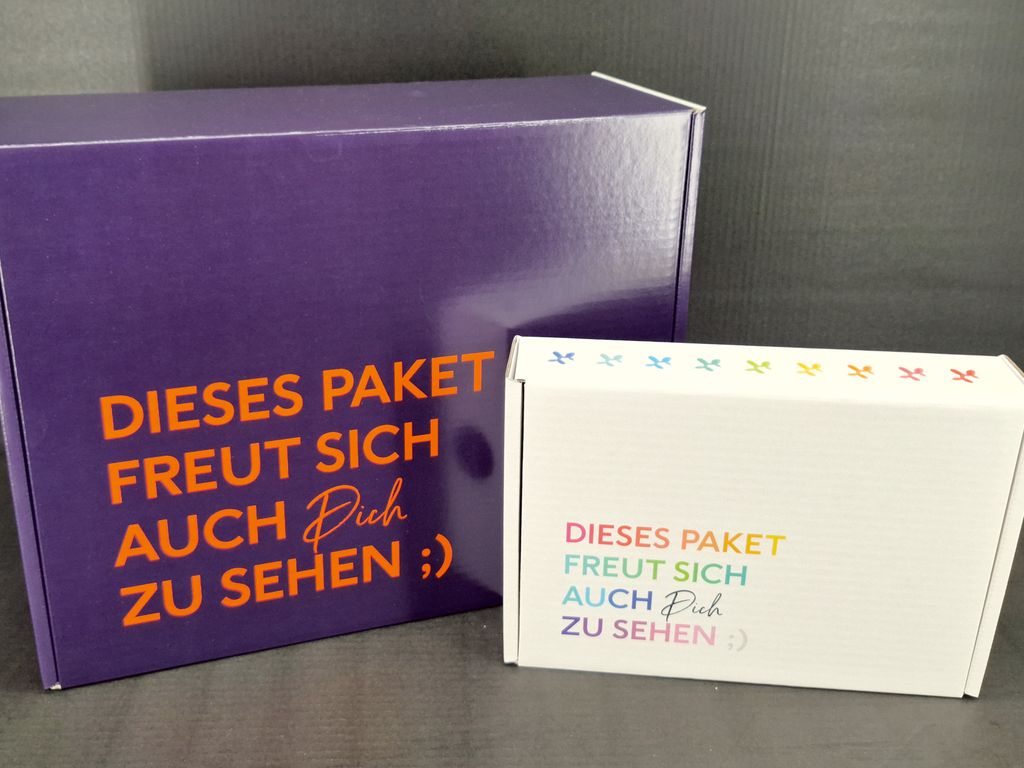 DIESES PAKET
FREUT SICH
AUCH Dich
ZU SEHEN ;)
DIESES PAKET
FREUT SICH
AUCH Dich
ZU SEHEN ;)